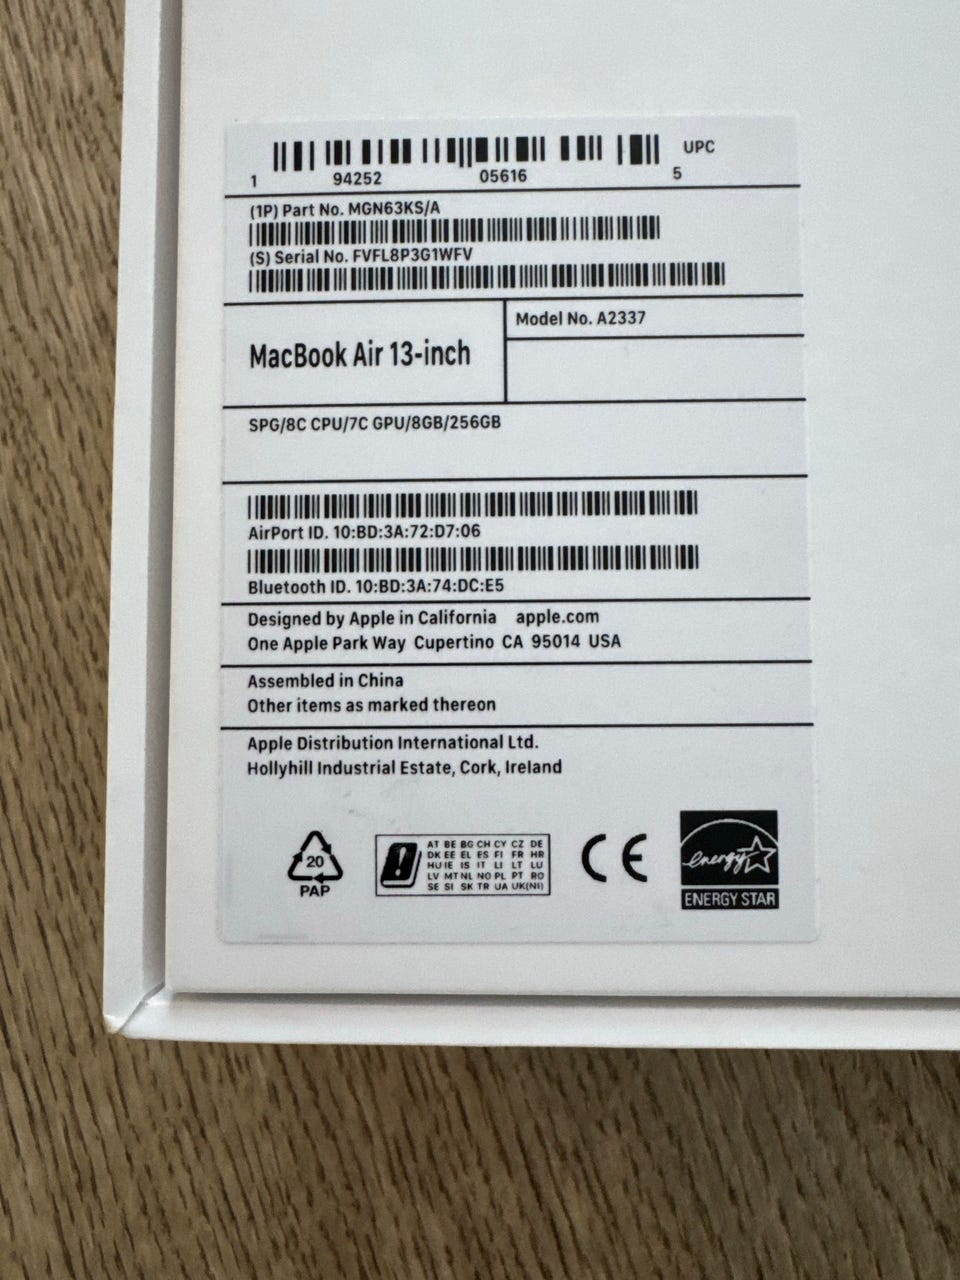 UPC
1 94252 05616 5
(1P) Part No. MGN63KS/A
(S) Serial No. FVFL8P3G1WFV
MacBook Air 13-inch
Model No. A2337
SPG/8C CPU/7C GPU/8GB/256GB
AirPort ID. 10:BD:3A:72:D7:06
Bluetooth ID. 10:BD:3A:74:DC:E5
Designed by Apple in California apple.com
One Apple Park Way Cupertino CA 95014 USA
Assembled in China
Other items as marked thereon
Apple Distribution International Ltd.
Hollyhill Industrial Estate, Cork, Ireland
20
PAP
AT BE BG CH CY CZ DE
DK EE EL ES FI FR HR
HU IE IS IT LI LT LU
LV MT NL NO PL PT RO
SE SI SK TR UA UK(NI)
CE
energy
ENERGY STAR